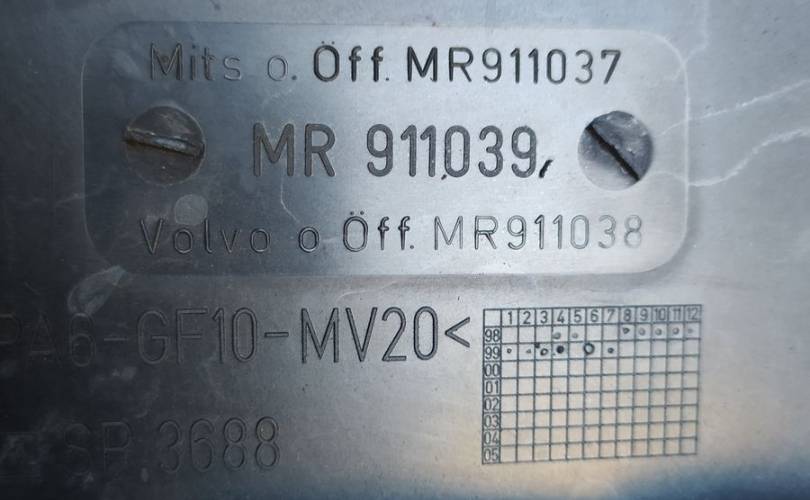 Mits o. Öff. MR911037
MR 911039
Volvo o Öff. MR911038
PA6-GF10-MV20<
SP. 3688
1 2 3 4 5 6 7 8 9 10 11 12
98
99
00
01
02
03
04
05